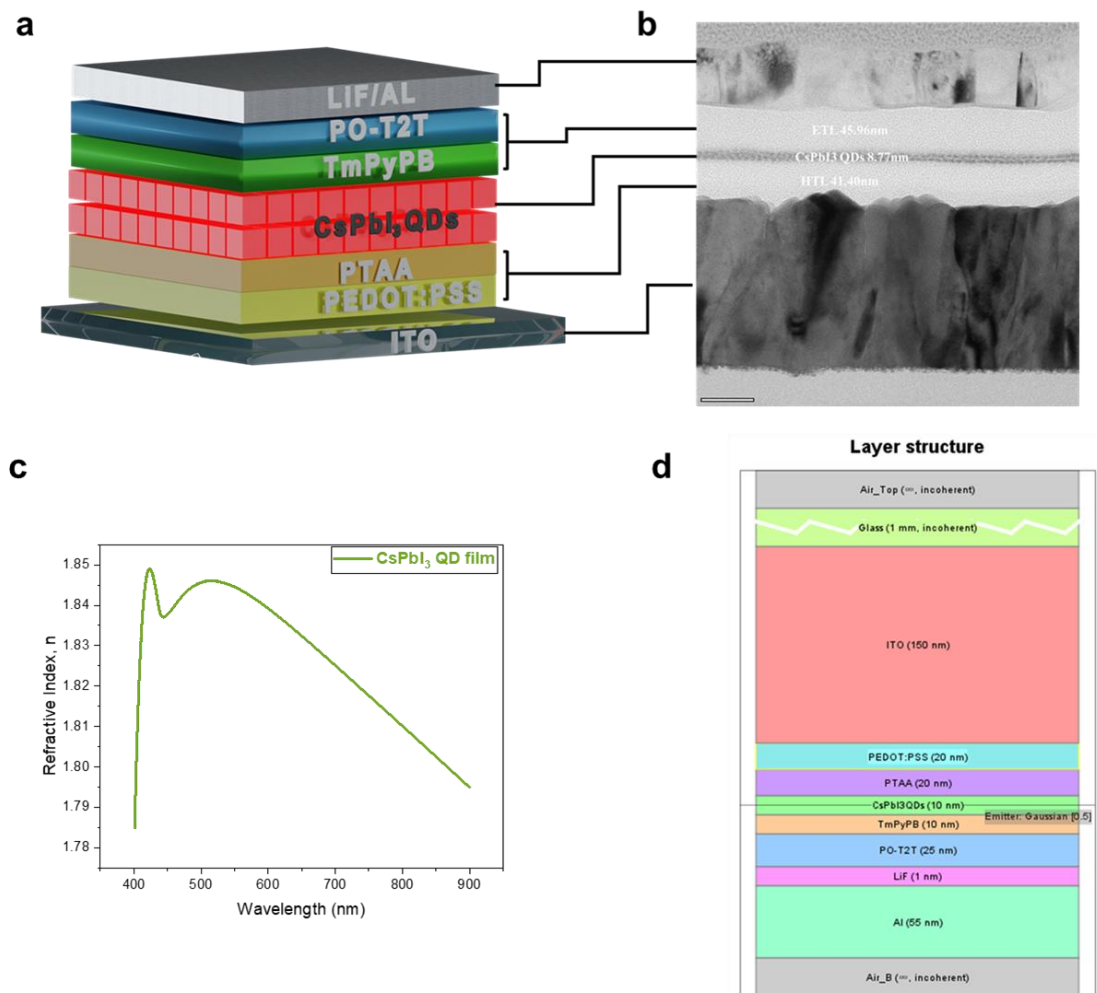 a
LiF/AL
PO-T2T
TmPyPB
CsPbI₃QDs
PTAA
PEDOT:PSS
ITO
b
ETL 45.96nm
CsPbI3 QDs 8.77nm
HTL 41.40nm
c
CsPbI₃ QD film
1.85
1.84
1.83
1.82
1.81
1.80
1.79
1.78
Refractive Index, n
400
500
600
700
800
900
Wavelength (nm)
d
Layer structure
Air_Top (∞, incoherent)
Glass (1 mm, incoherent)
ITO (150 nm)
PEDOT:PSS (20 nm)
PTAA (20 nm)
CsPbI3QDs (10 nm)
Emitter: Gaussian [0.5]
TmPyPB (10 nm)
PO-T2T (25 nm)
LiF (1 nm)
Al (55 nm)
Air_B (∞, incoherent)